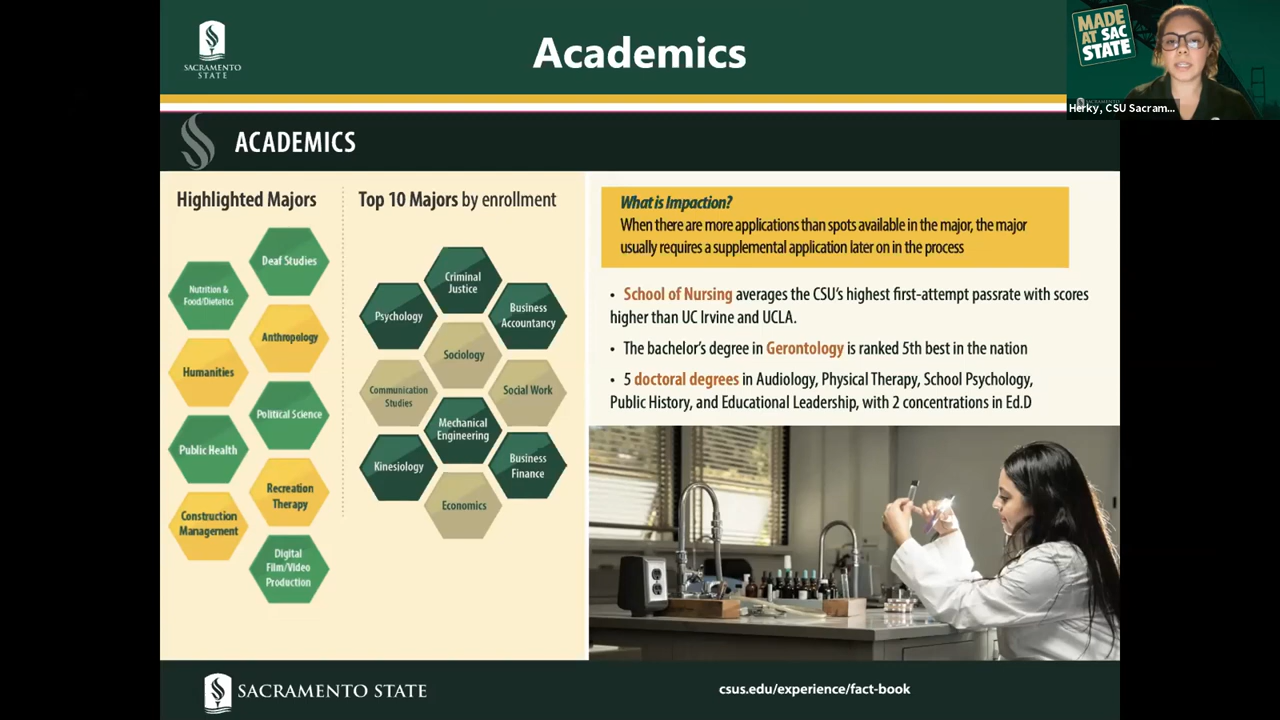 SACRAMENTO
STATE
Academics
MADE
AT SAC
STATE
Herky, CSU Sacram...
ACADEMICS
Highlighted Majors
Deaf Studies
Nutrition &
Food/Dietetics
Anthropology
Humanities
Political Science
Public Health
Recreation
Therapy
Construction
Management
Digital
Film/Video
Production
Top 10 Majors by enrollment
Criminal
Justice
Psychology
Business
Accountancy
Sociology
Communication
Studies
Social Work
Mechanical
Engineering
Kinesiology
Business
Finance
Economics
What is Impaction?
When there are more applications than spots available in the major, the major
usually requires a supplemental application later on in the process
• School of Nursing averages the CSU's highest first-attempt passrate with scores
higher than UC Irvine and UCLA.
• The bachelor's degree in Gerontology is ranked 5th best in the nation
• 5 doctoral degrees in Audiology, Physical Therapy, School Psychology,
Public History, and Educational Leadership, with 2 concentrations in Ed.D
SACRAMENTO STATE
csus.edu/experience/fact-book